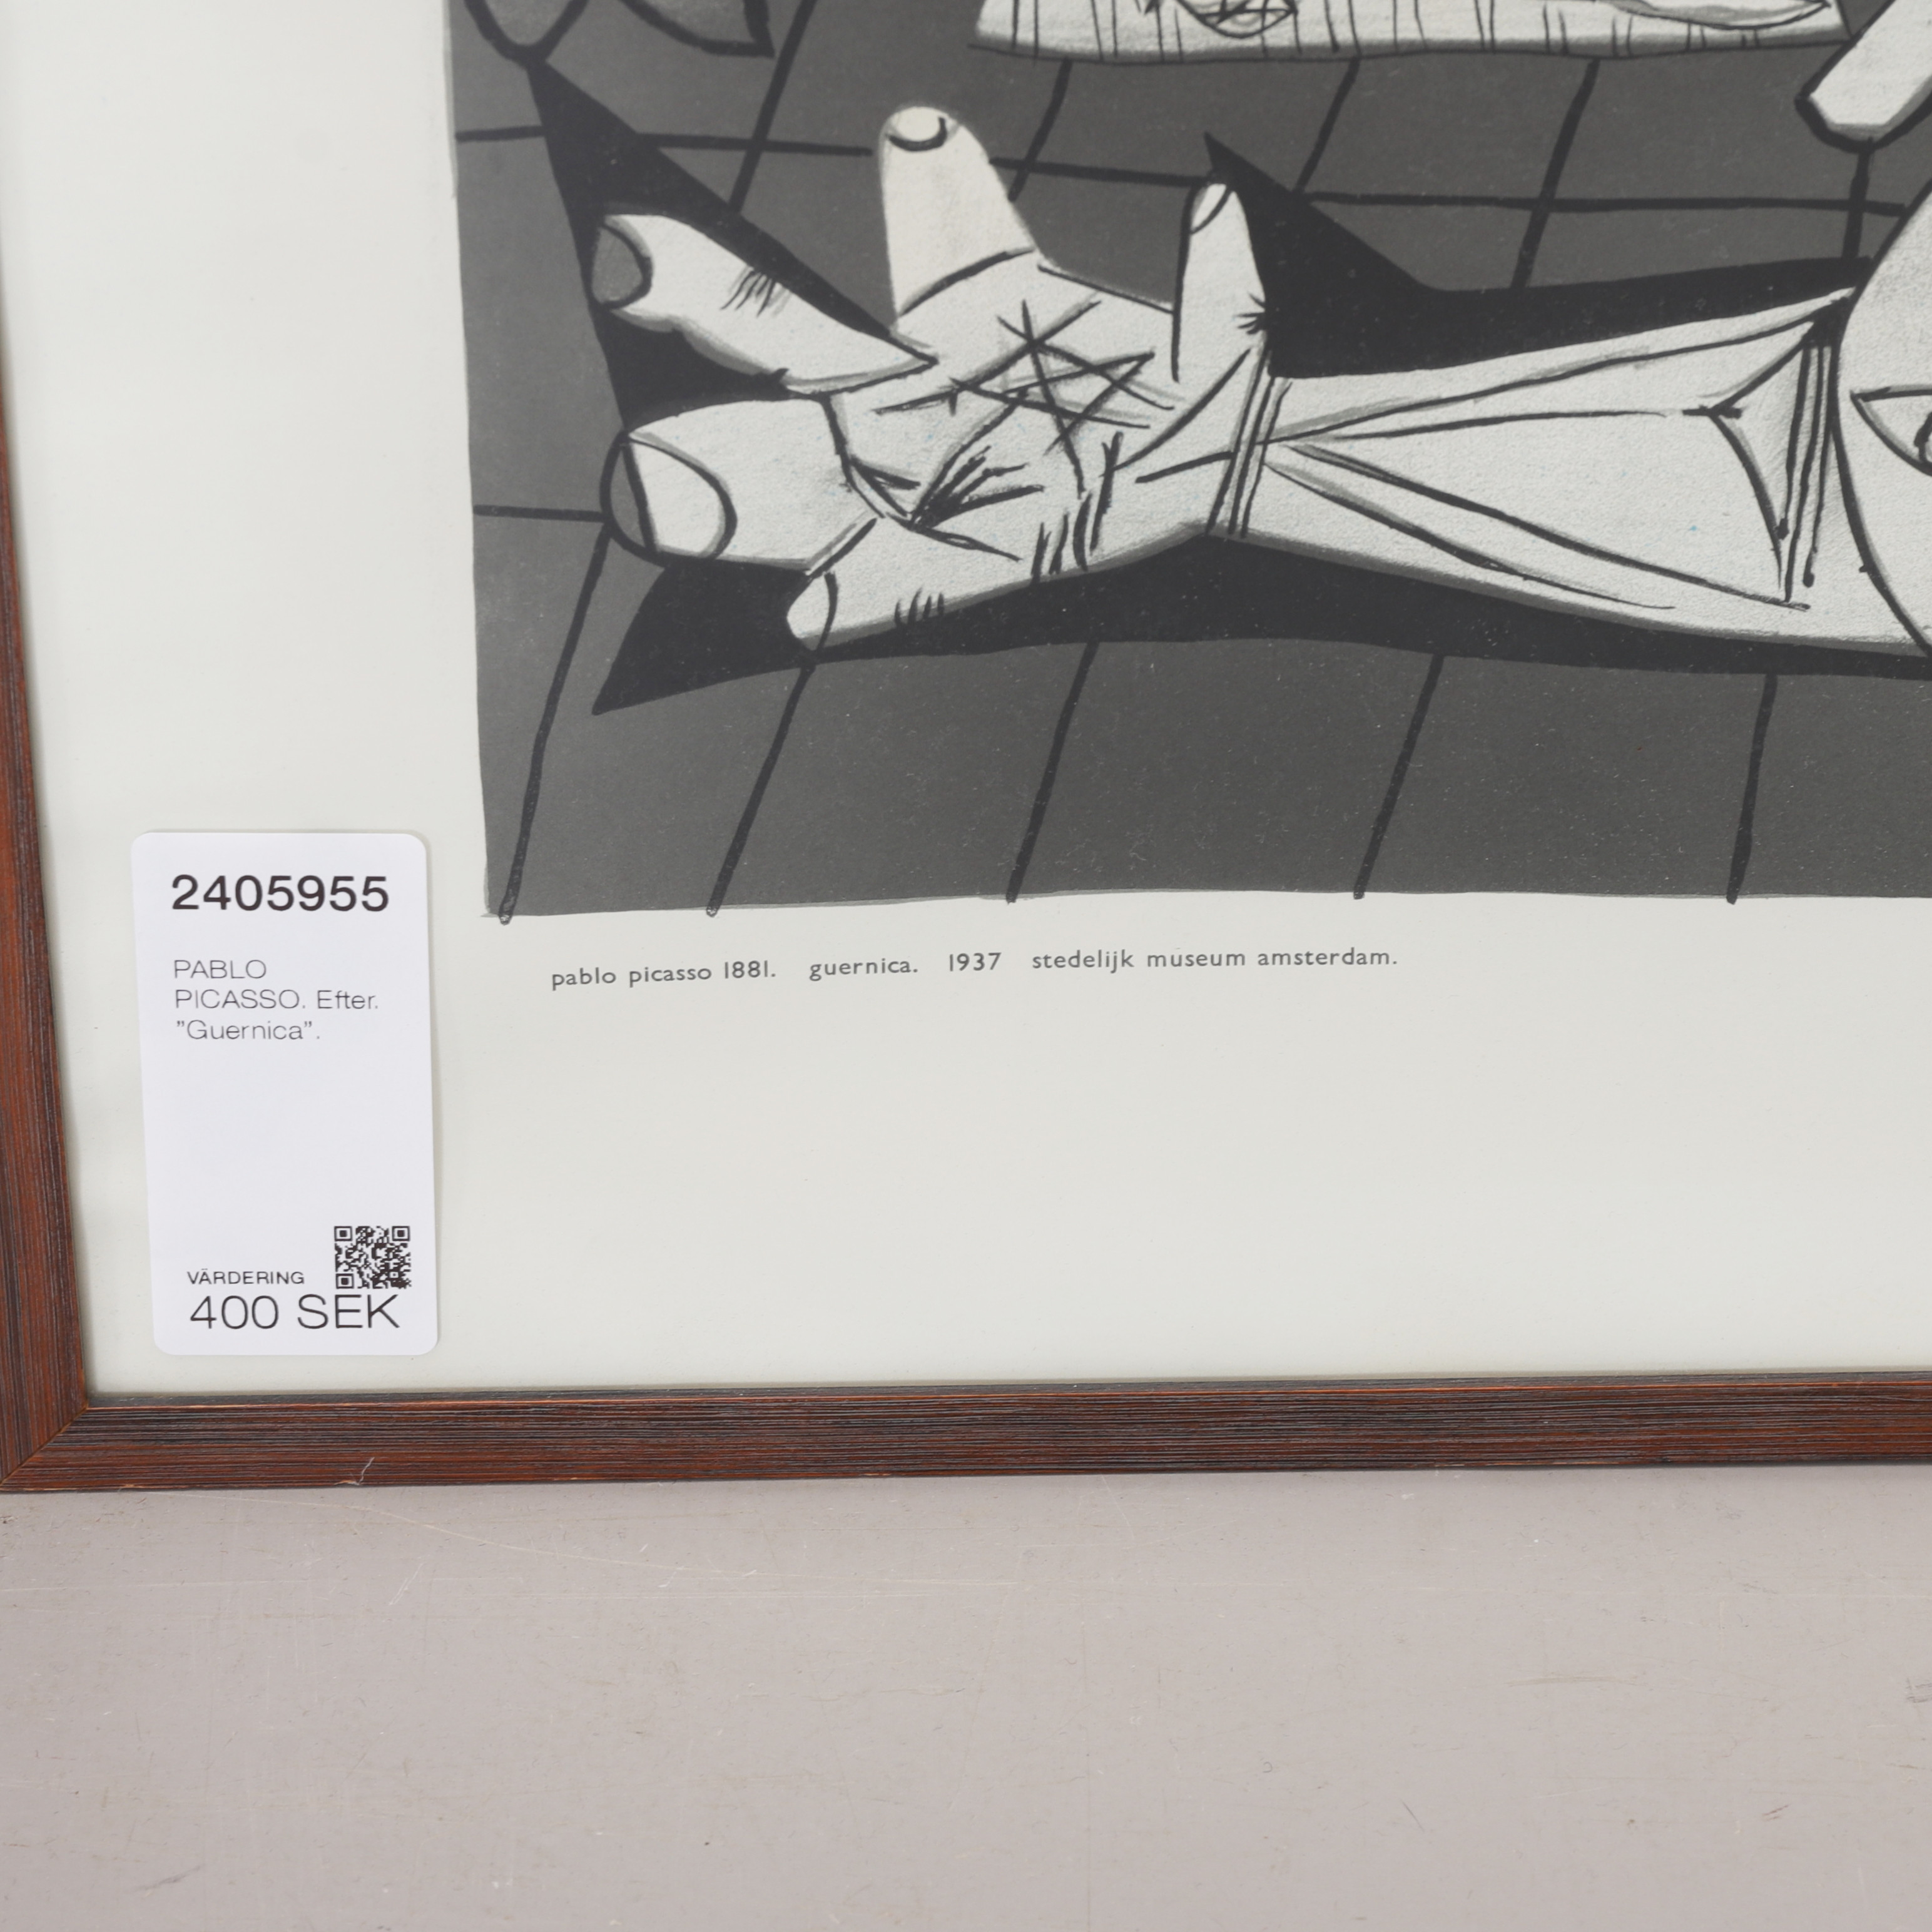 2405955
PABLO
PICASSO. Efter.
"Guernica".
VÄRDERING
400 SEK
pablo picasso 1881. guernica. 1937 stedelijk museum amsterdam.